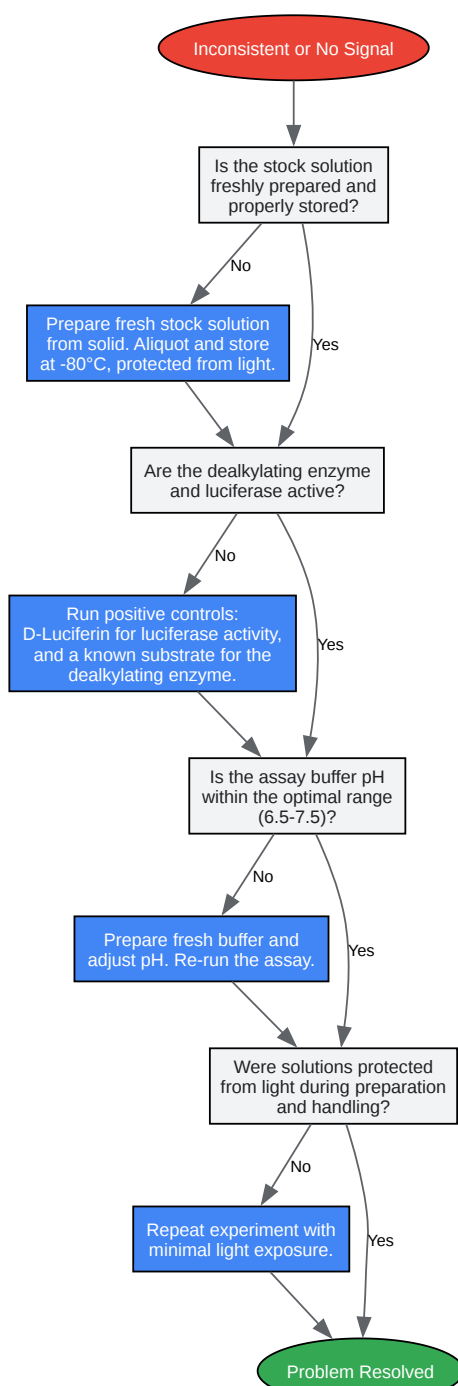 Inconsistent or No Signal
Is the stock solution
freshly prepared and
properly stored?
No
Yes
Prepare fresh stock solution
from solid. Aliquot and store
at -80°C, protected from light.
Are the dealkylating enzyme
and luciferase active?
No
Yes
Run positive controls:
D-Luciferin for luciferase activity,
and a known substrate for the
dealkylating enzyme.
Is the assay buffer pH
within the optimal range
(6.5-7.5)?
No
Yes
Prepare fresh buffer and
adjust pH. Re-run the assay.
Were solutions protected
from light during preparation
and handling?
No
Yes
Repeat experiment with
minimal light exposure.
Problem Resolved